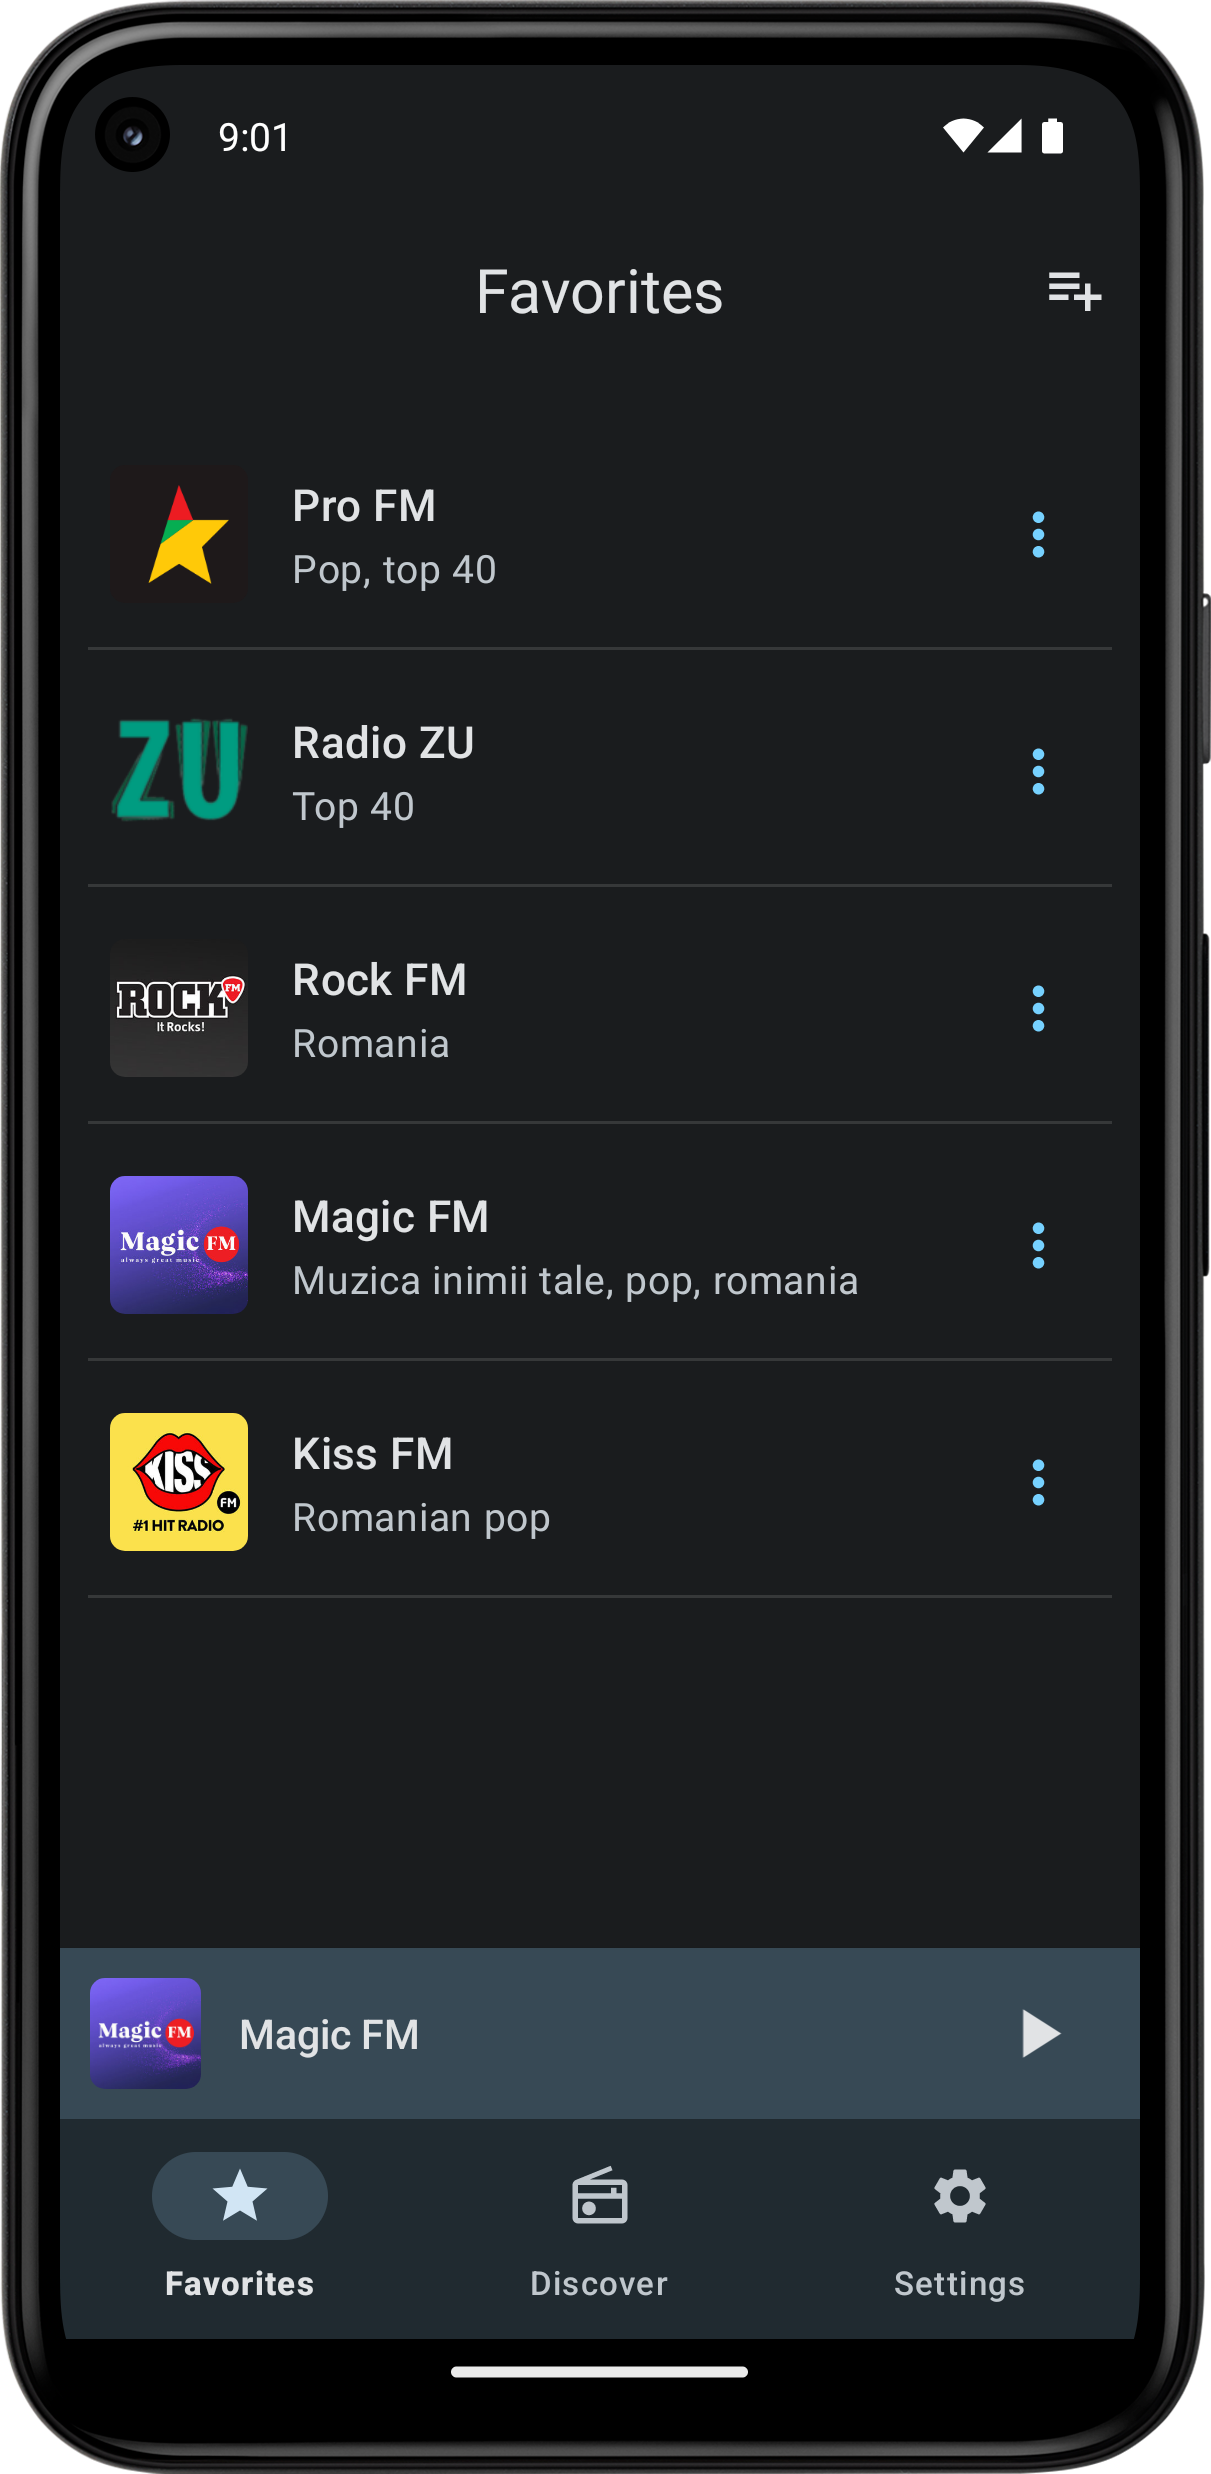 9:01
Favorites
Pro FM
Pop, top 40
ZU
Radio ZU
Top 40
ROCK FM
It Rocks!
Rock FM
Romania
Magic FM
always great music
Magic FM
Muzica inimii tale, pop, romania
KISS
FM
#1 HIT RADIO
Kiss FM
Romanian pop
Magic FM
always great music
Magic FM
Favorites
Discover
Settings